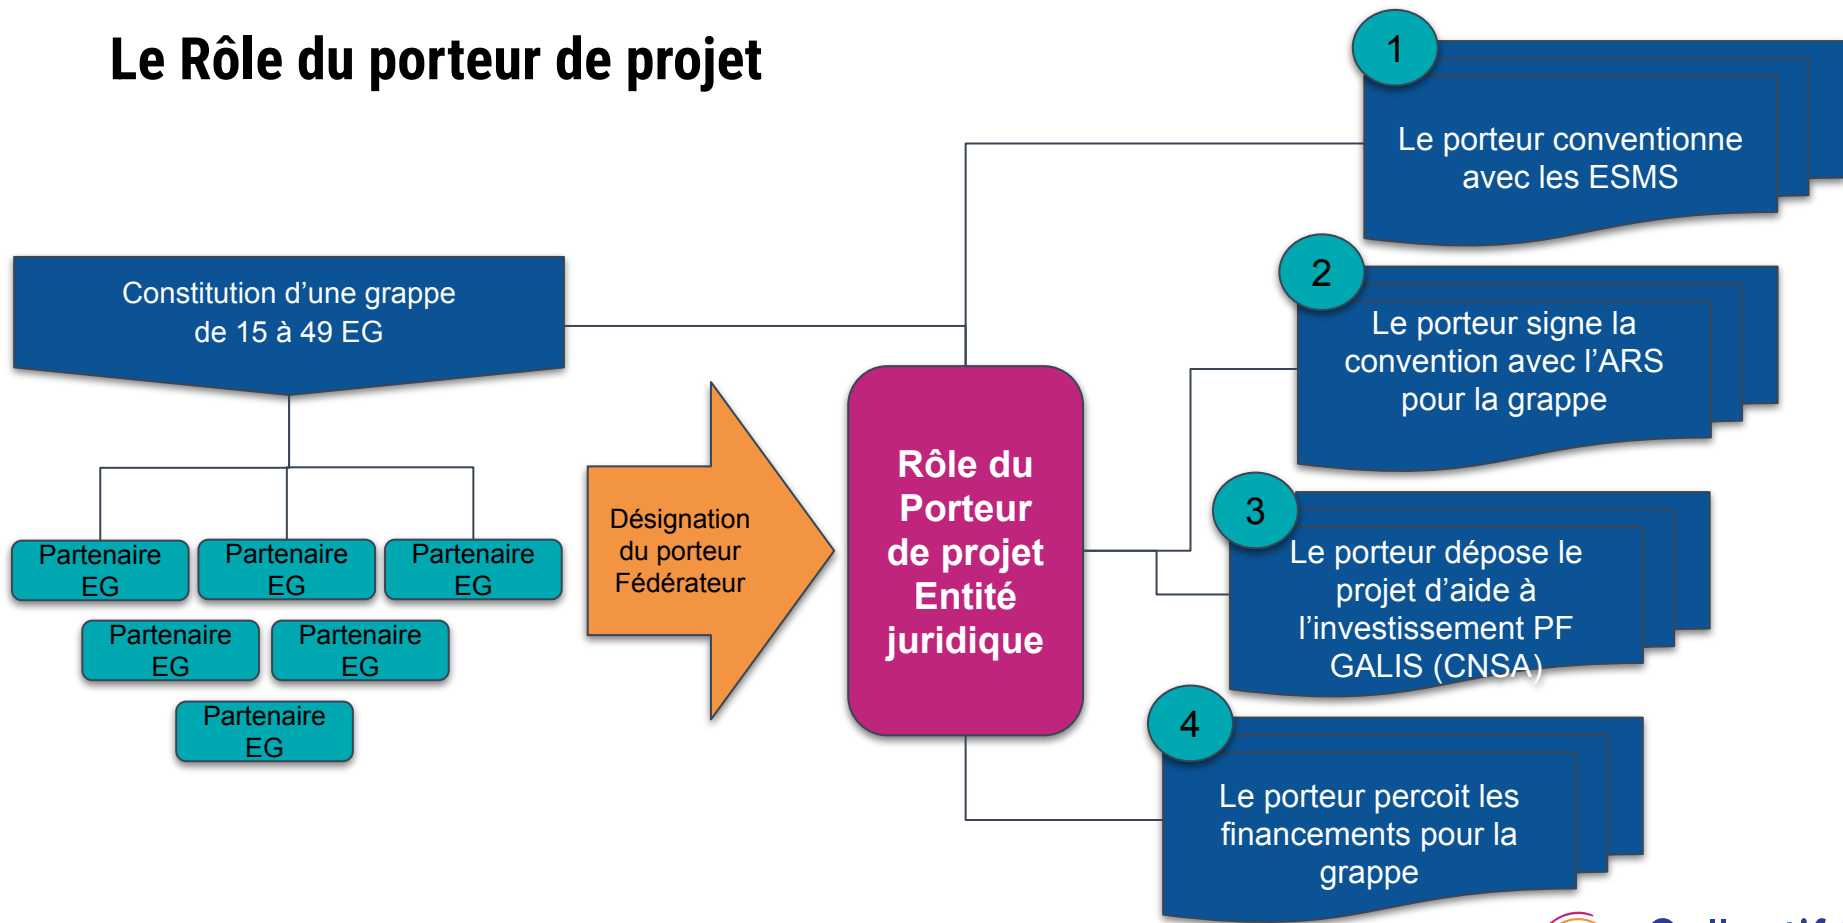 Le Rôle du porteur de projet
Constitution d’une grappe
de 15 à 49 EG
Partenaire
EG
Partenaire
EG
Partenaire
EG
Partenaire
EG
Partenaire
EG
Partenaire
EG
Désignation
du porteur
Fédérateur
Rôle du
Porteur
de projet
Entité
juridique
1
Le porteur conventionne
avec les ESMS
2
Le porteur signe la
convention avec l’ARS
pour la grappe
3
Le porteur dépose le
projet d’aide à
l’investissement PF
GALIS (CNSA)
4
Le porteur percoit les
financements pour la
grappe